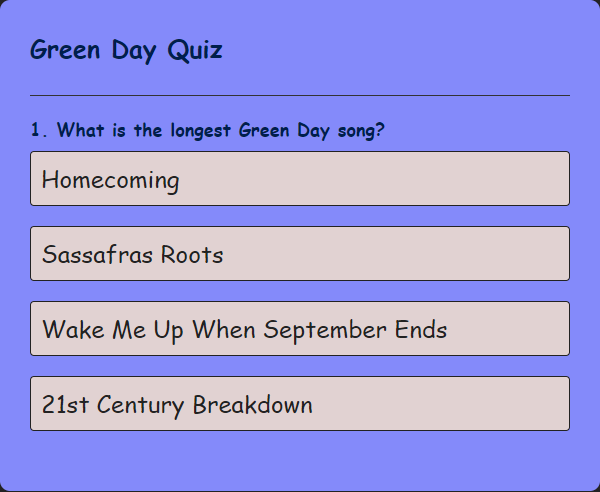 Green Day Quiz
1. What is the longest Green Day song?
Homecoming
Sassafras Roots
Wake Me Up When September Ends
21st Century Breakdown